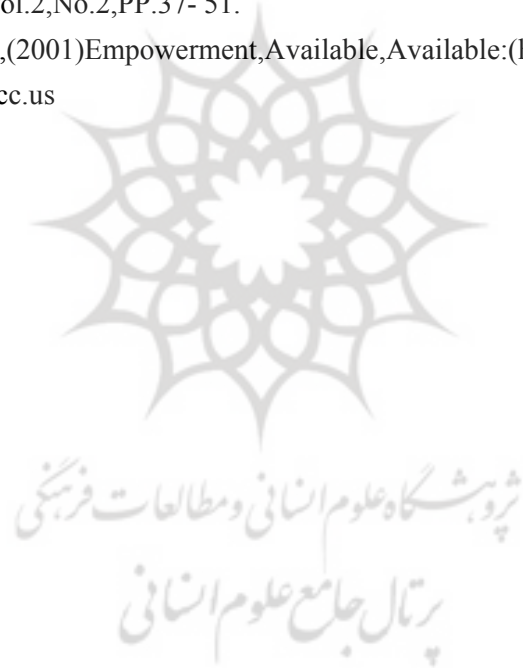 ol.2,No.2,PP.37- 51.
,(2001)Empowerment,Available,Available:(
cc.us
پژوهشگاه علوم انسانی و مطالعات فرهنگی
پرتال جامع علوم انسانی